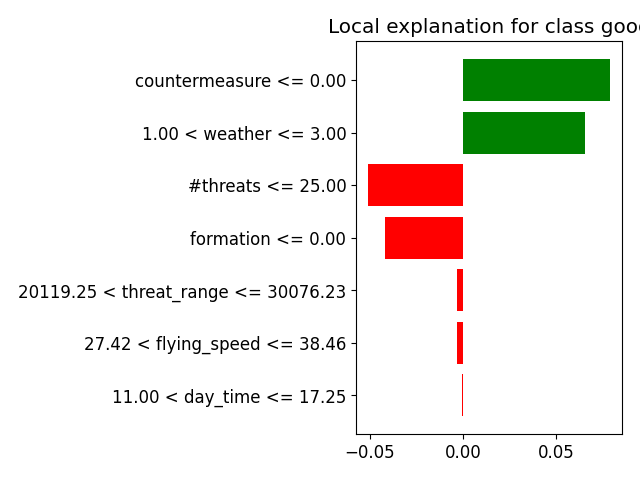 Local explanation for class good
countermeasure <= 0.00
1.00 < weather <= 3.00
#threats <= 25.00
formation <= 0.00
20119.25 < threat_range <= 30076.23
27.42 < flying_speed <= 38.46
11.00 < day_time <= 17.25
−0.05 0.00 0.05